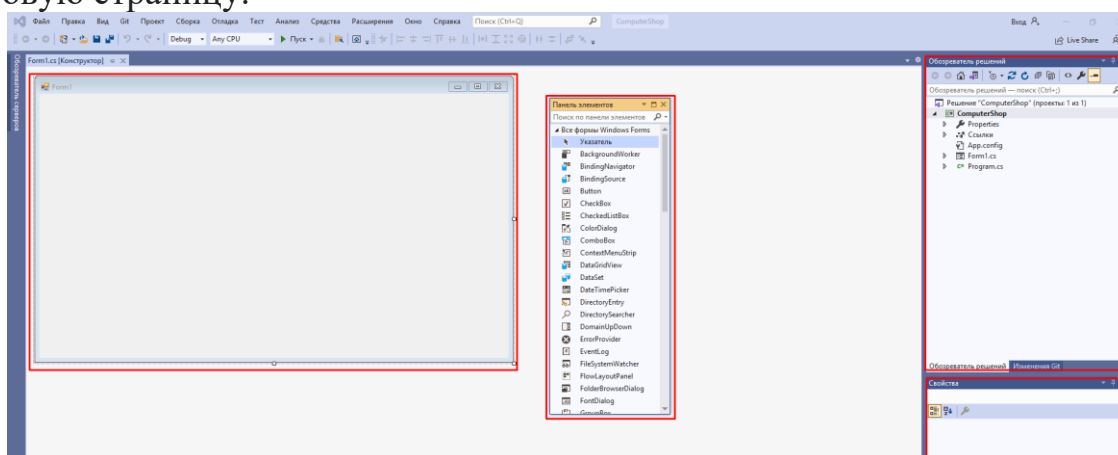 овую страницу.
Файл Правка Вид Git Проект Сборка Отладка Тест Анализ Средства Расширения Окно Справка Поиск (Ctrl+Q) ComputerShop Вход
Debug Any CPU Пуск Live Share
Обозреватель серверов
Form1.cs [Конструктор]
Form1
Панель элементов
Поиск по панели элементов
Все формы Windows Forms
Указатель
BackgroundWorker
BindingNavigator
BindingSource
Button
CheckBox
CheckedListBox
ColorDialog
ComboBox
ContextMenuStrip
DataGridView
DataSet
DateTimePicker
DirectoryEntry
DirectorySearcher
DomainUpDown
ErrorProvider
EventLog
FileSystemWatcher
FlowLayoutPanel
FolderBrowserDialog
FontDialog
GroupBox
Обозреватель решений
Обозреватель решений — поиск (Ctrl+;)
Решение "ComputerShop" (проекты: 1 из 1)
ComputerShop
Properties
Ссылки
App.config
Form1.cs
C# Program.cs
Обозреватель решений Изменения Git
Свойства